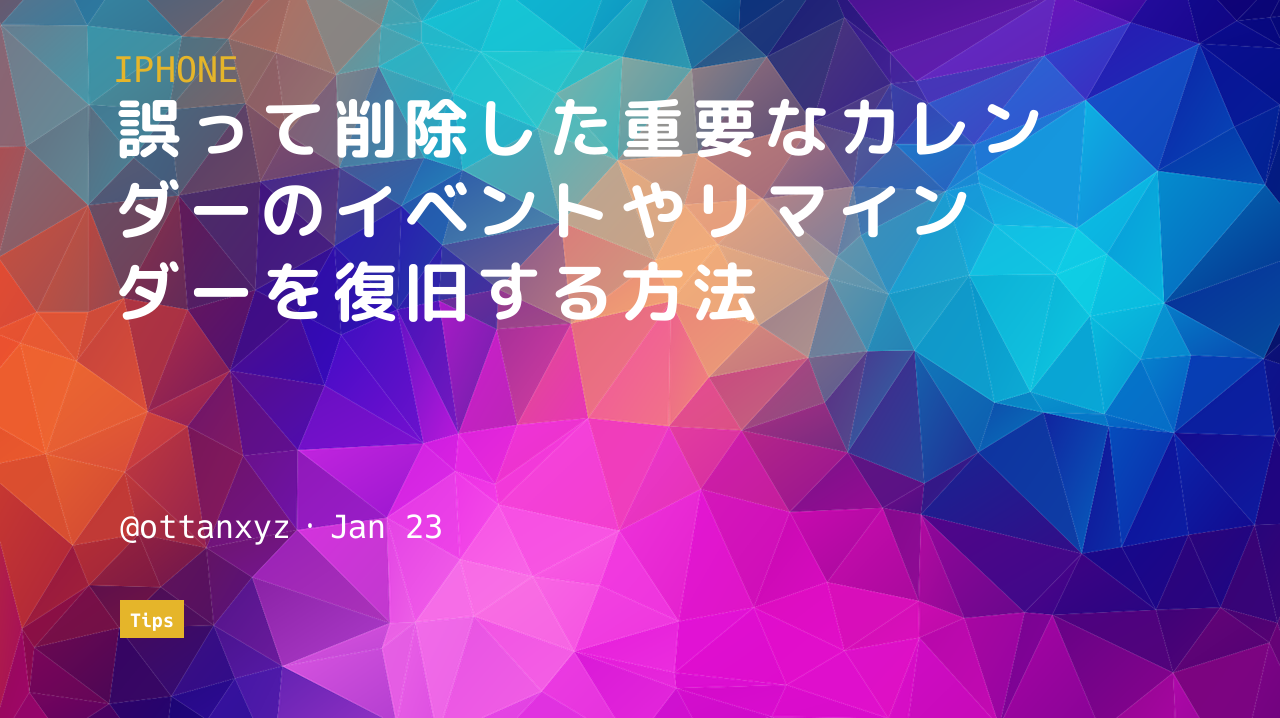 IPHONE
誤って削除した重要なカレン
ダーのイベントやリマイン
ダーを復旧する方法
@ottanxyz · Jan 23
Tips